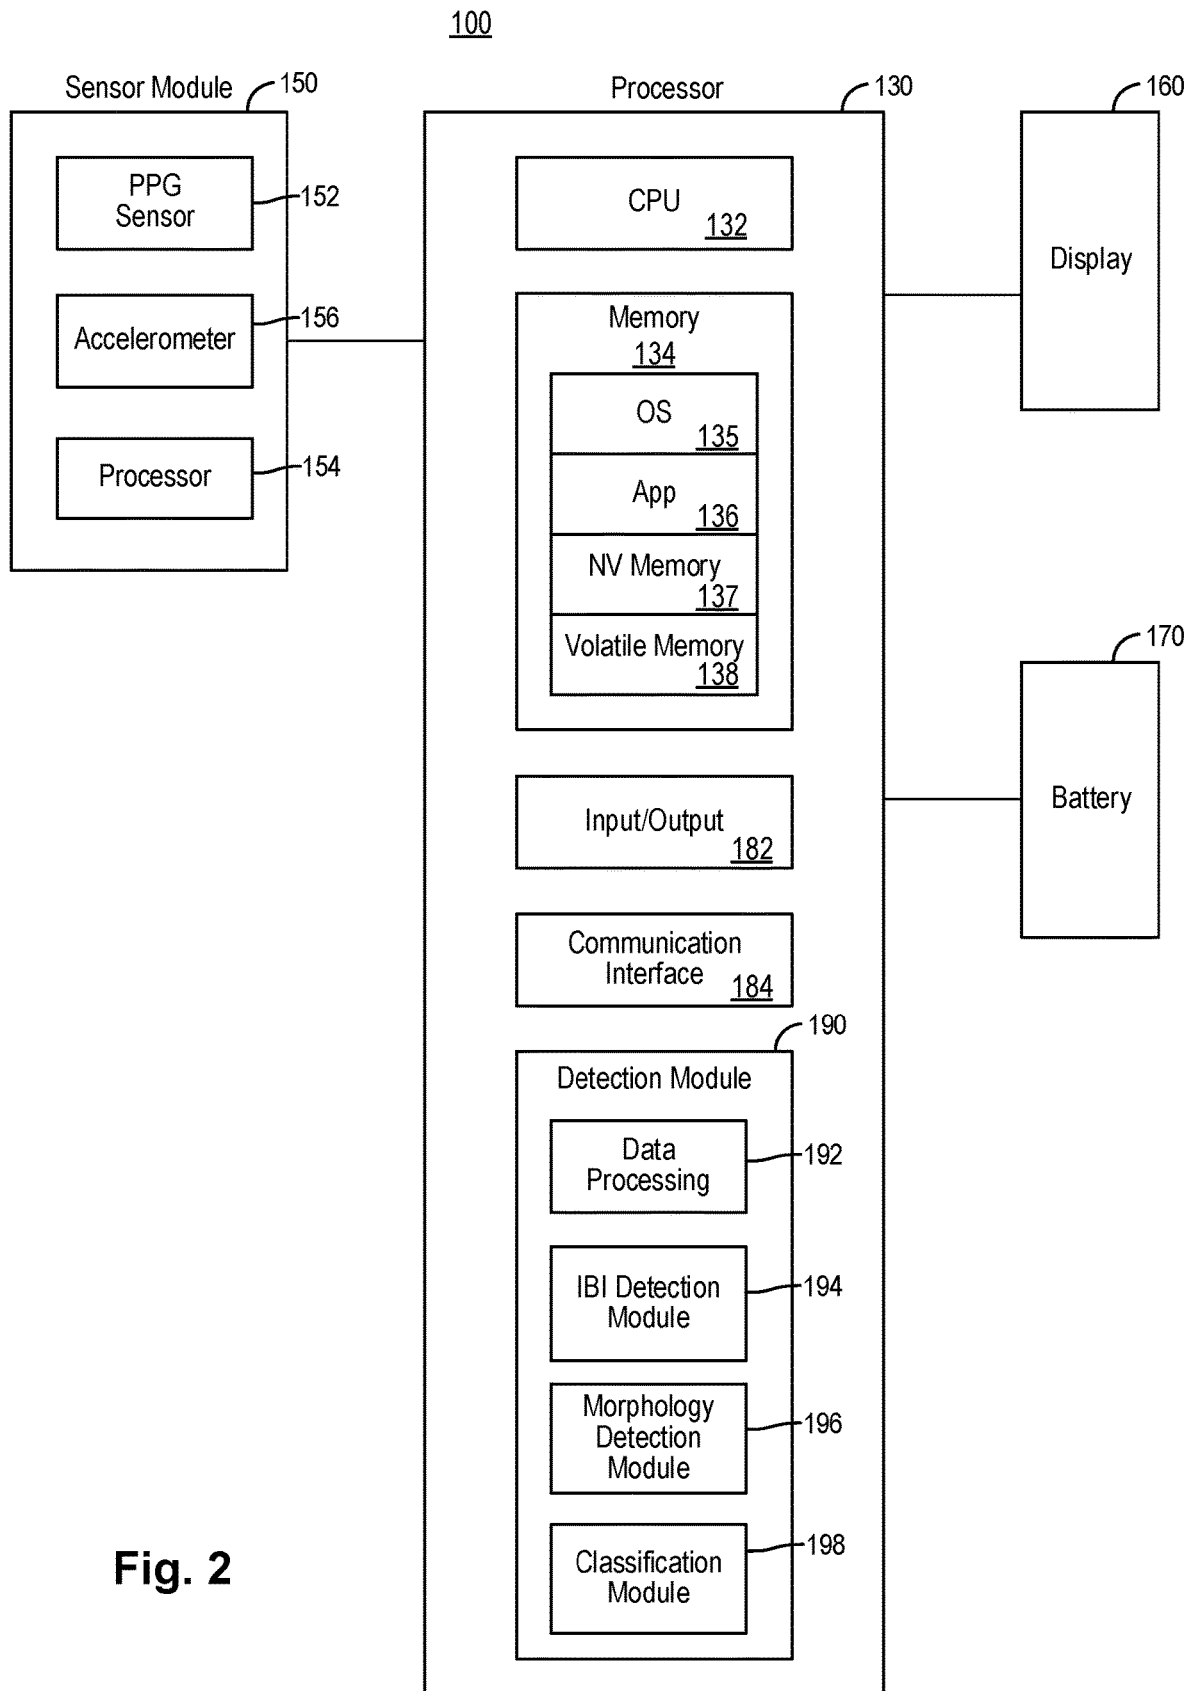 100
Sensor Module
150
PPG
Sensor
152
Accelerometer
156
Processor
154
Processor
130
CPU
132
Memory
134
OS
135
App
136
NV Memory
137
Volatile Memory
138
Input/Output
182
Communication
Interface
184
190
Detection Module
Data
Processing
192
IBI Detection
Module
194
Morphology
Detection
Module
196
Classification
Module
198
160
Display
170
Battery
Fig. 2